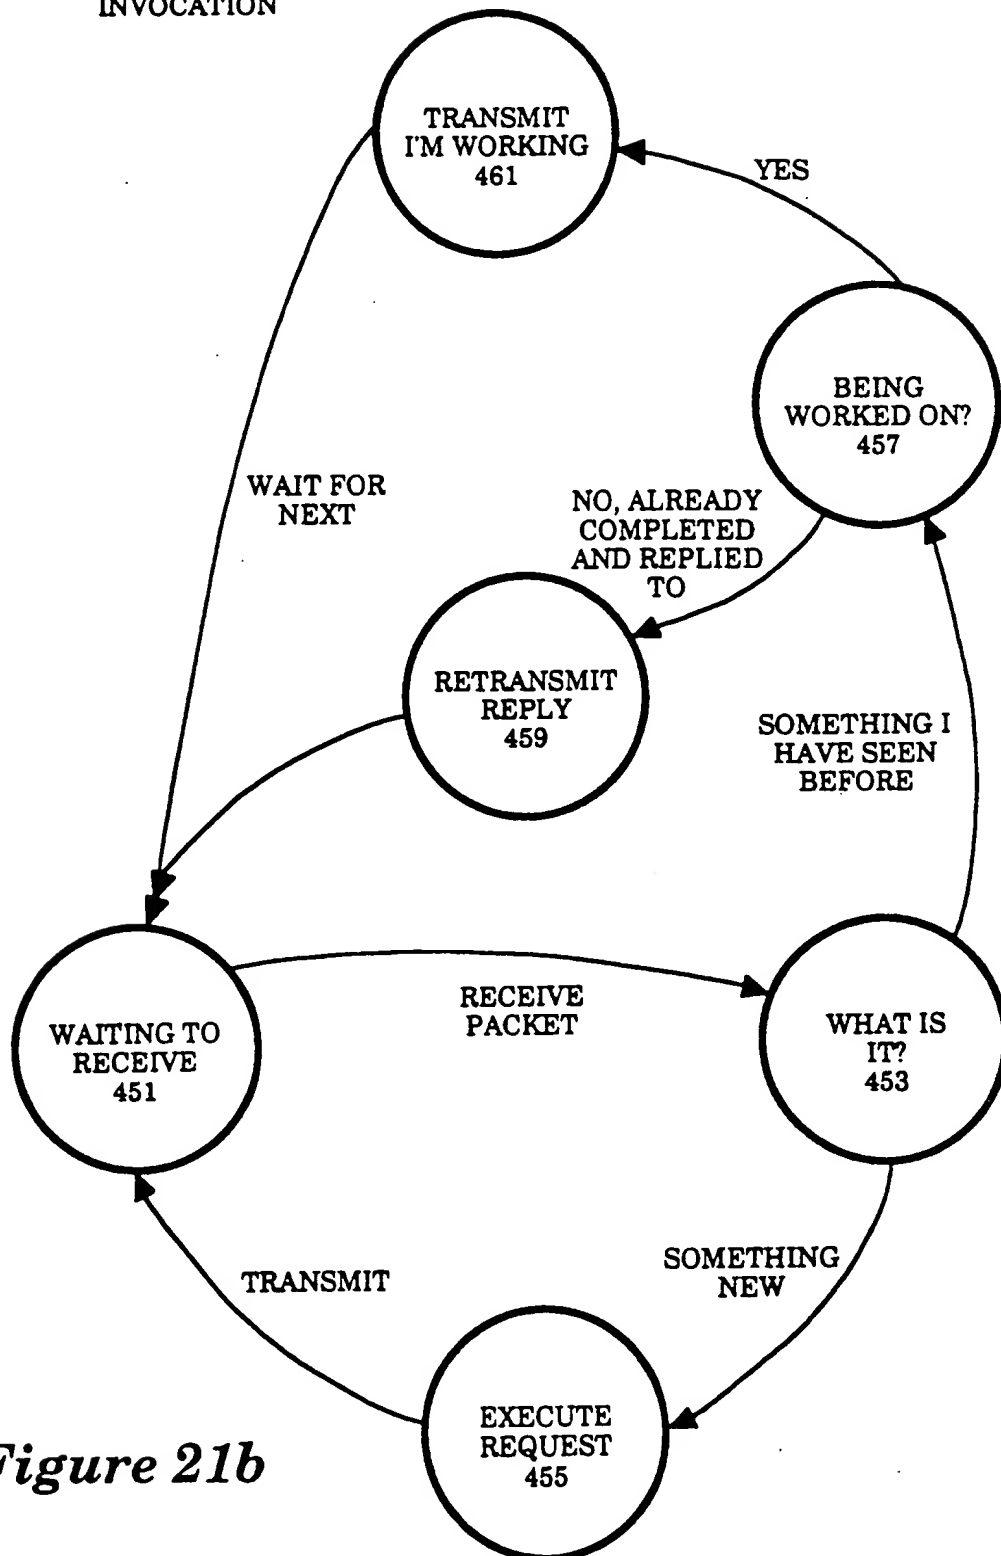 INVOCATION
TRANSMIT
I'M WORKING
461
YES
BEING
WORKED ON?
457
WAIT FOR
NEXT
NO, ALREADY
COMPLETED
AND REPLIED
TO
RETRANSMIT
REPLY
459
SOMETHING I
HAVE SEEN
BEFORE
RECEIVE
PACKET
WAITING TO
RECEIVE
451
WHAT IS
IT?
453
TRANSMIT
SOMETHING
NEW
EXECUTE
REQUEST
455
Figure 21b